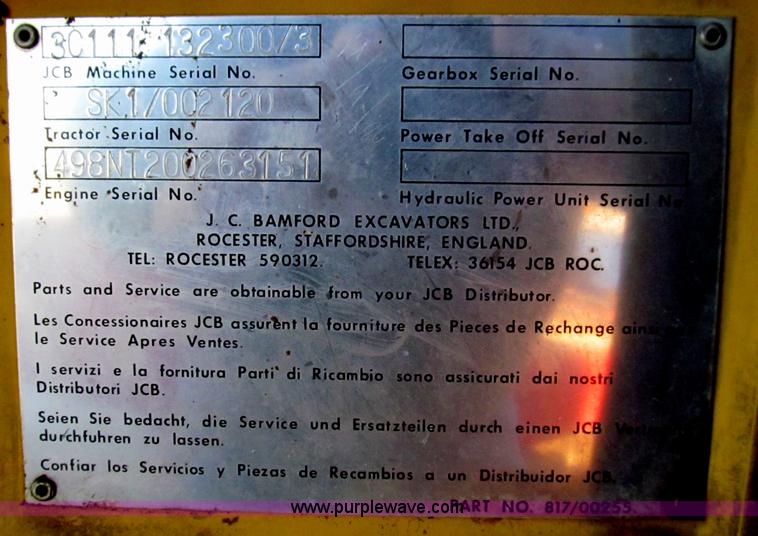 3C111 132300/3
JCB Machine Serial No.
Gearbox Serial No.
SK1/002120
Tractor Serial No.
Power Take Off Serial No.
498NT200263151
Engine Serial No.
Hydraulic Power Unit Serial No
J. C. BAMFORD EXCAVATORS LTD.,
ROCESTER, STAFFORDSHIRE, ENGLAND.
TEL: ROCESTER 590312. TELEX: 36154 JCB ROC.
Parts and Service are obtainable from your JCB Distributor.
Les Concessionaires JCB assurent la fourniture des Pieces de Rechange
le Service Apres Ventes.
I servizi e la fornitura Parti di Ricambio sono assicurati dai nostri
Distributori JCB.
Seien Sie bedacht, die Service und Ersatzteilen durch einen JCB
durchfuhren zu lassen.
Confiar los Servicios y Piezas de Recambios a un Distribuidor JCB.
www.purplewave.com
PART NO. 817/00255.